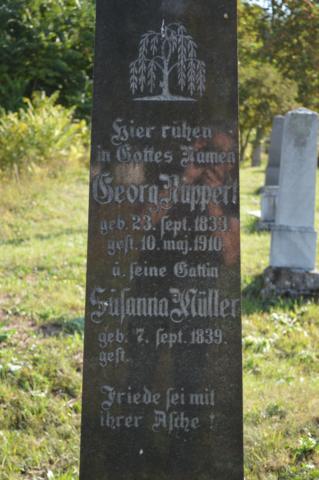 Hier ruhen
in Gottes Namen
Georg Ruppert
geb. 23. sept. 1833.
gest. 10. maj. 1910.
u. seine Gattin
Susanna Müller
geb. 7. sept. 1839.
gest.
Friede sei mit
ihrer Asche !